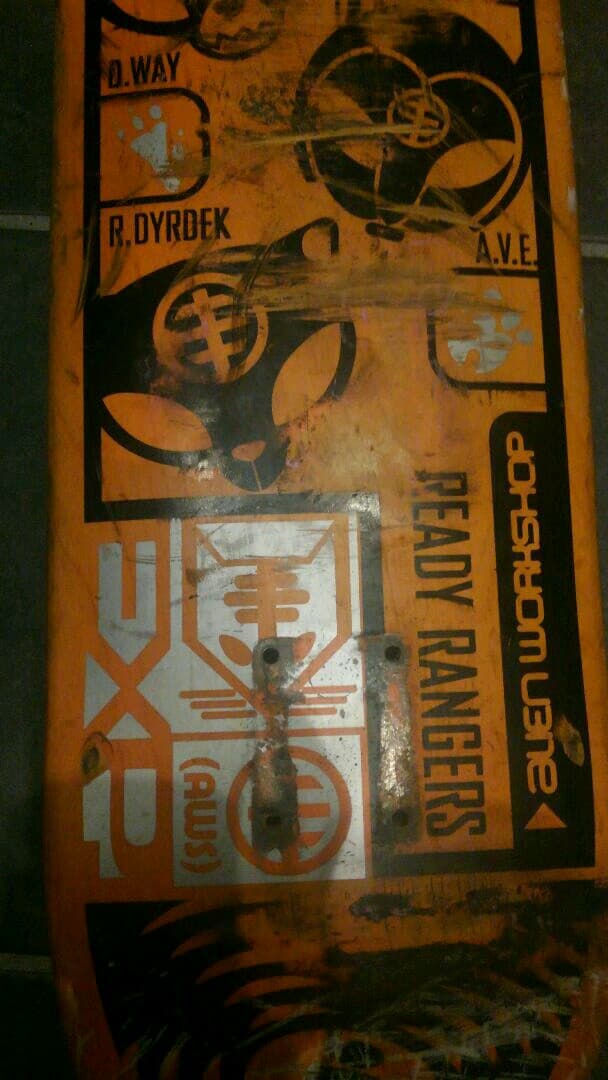 D.WAY
R.DYRDEK
A.V.E.
READY RANGERS
ALIEN WORKSHOP
(AWS)